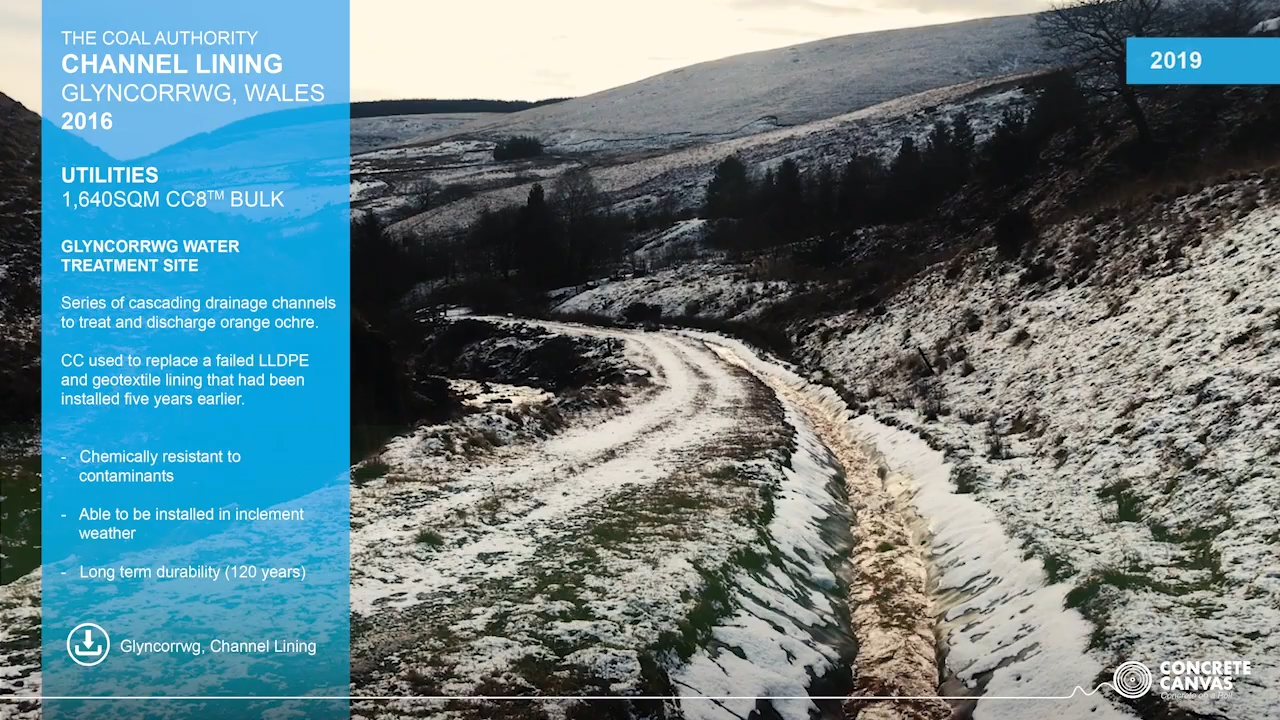 THE COAL AUTHORITY
CHANNEL LINING
GLYNCORRWG, WALES
2016
UTILITIES
1,640SQM CC8™ BULK
GLYNCORRWG WATER
TREATMENT SITE
Series of cascading drainage channels
to treat and discharge orange ochre.
CC used to replace a failed LLDPE
and geotextile lining that had been
installed five years earlier.
- Chemically resistant to
contaminants
- Able to be installed in inclement
weather
- Long term durability (120 years)
Glyncorrwg, Channel Lining
2019
CONCRETE
CANVAS
Concrete on a Roll